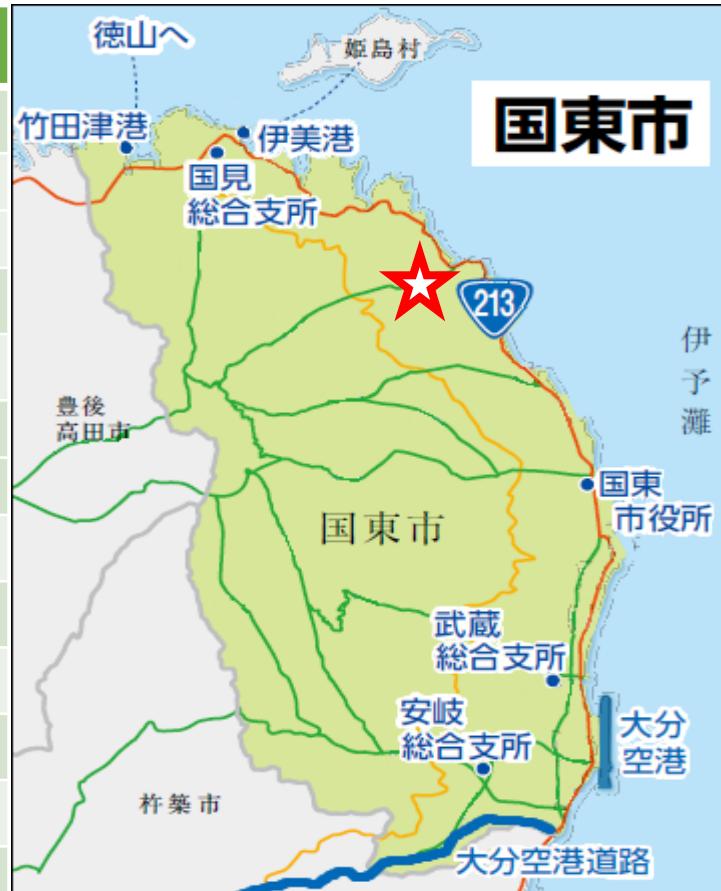 徳山へ
姫島村
国東市
竹田津港
伊美港
国見
総合支所
213
伊
予
灘
豊後
高田市
国東
市役所
国東市
武蔵
総合支所
安岐
総合支所
大分
空港
杵築市
大分空港道路